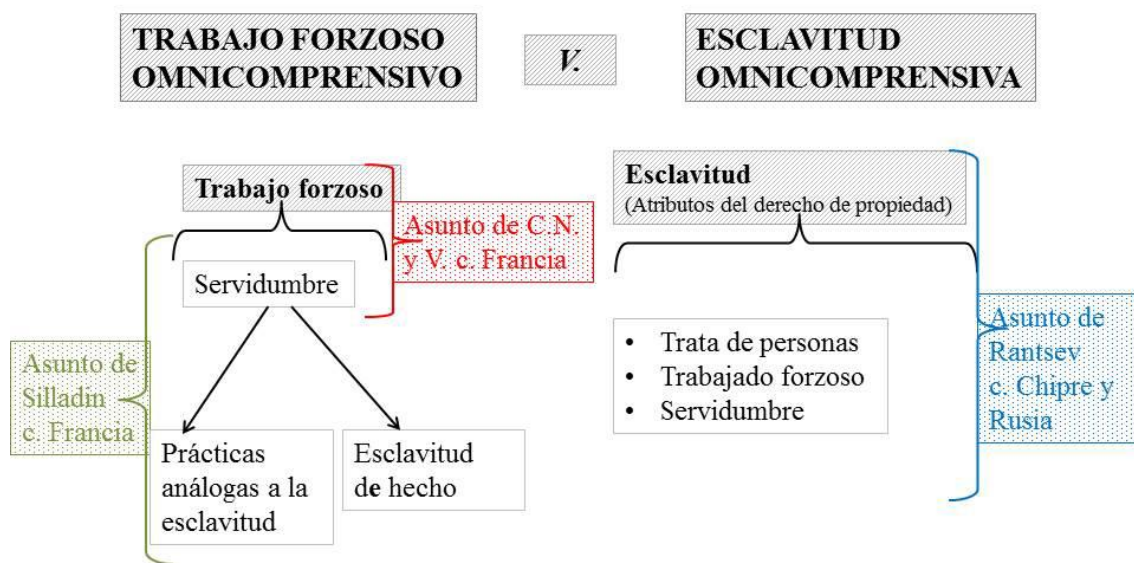 TRABAJO FORZOSO
OMNICOMPRENSIVO
V.
ESCLAVITUD
OMNICOMPRENSIVA
Trabajo forzoso
Servidumbre
Asunto de C.N.
y V. c. Francia
Asunto de
Silladin
c. Francia
Prácticas
análogas a la
esclavitud
Esclavitud
de hecho
Esclavitud
(Atributos del derecho de propiedad)
• Trata de personas
• Trabajado forzoso
• Servidumbre
Asunto de
Rantsev
c. Chipre y
Rusia